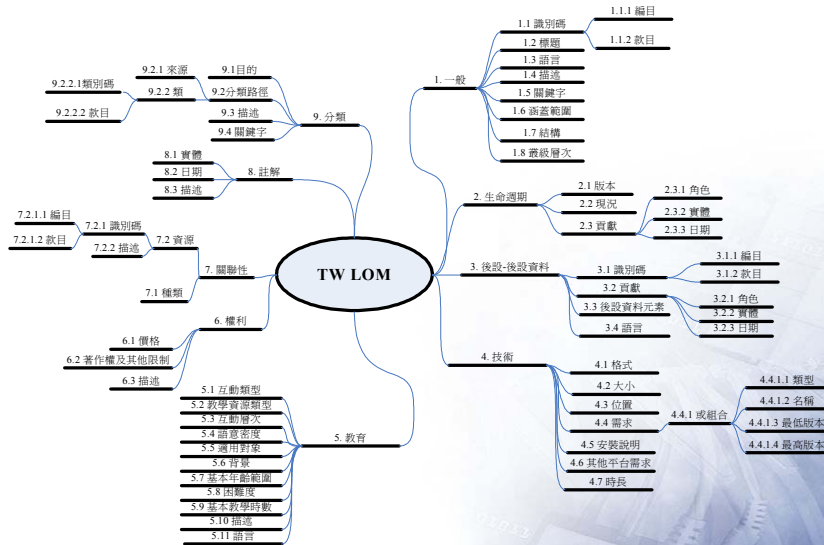 TW LOM
1. 一般
1.1 識別碼
1.1.1 編目
1.1.2 款目
1.2 標題
1.3 語言
1.4 描述
1.5 關鍵字
1.6 涵蓋範圍
1.7 結構
1.8 叢級層次
2. 生命週期
2.1 版本
2.2 現況
2.3 貢獻
2.3.1 角色
2.3.2 實體
2.3.3 日期
3. 後設-後設資料
3.1 識別碼
3.1.1 編目
3.1.2 款目
3.2 貢獻
3.2.1 角色
3.2.2 實體
3.2.3 日期
3.3 後設資料元素
3.4 語言
4. 技術
4.1 格式
4.2 大小
4.3 位置
4.4 需求
4.4.1 或組合
4.4.1.1 類型
4.4.1.2 名稱
4.4.1.3 最低版本
4.4.1.4 最高版本
4.5 安裝說明
4.6 其他平台需求
4.7 時長
5. 教育
5.1 互動類型
5.2 教學資源類型
5.3 互動層次
5.4 語意密度
5.5 適用對象
5.6 背景
5.7 基本年齡範圍
5.8 困難度
5.9 基本教學時數
5.10 描述
5.11 語言
6. 權利
6.1 價格
6.2 著作權及其他限制
6.3 描述
7. 關聯性
7.1 種類
7.2 資源
7.2.1 識別碼
7.2.1.1 編目
7.2.1.2 款目
7.2.2 描述
8. 註解
8.1 實體
8.2 日期
8.3 描述
9. 分類
9.1目的
9.2分類路徑
9.2.1 來源
9.2.2 類
9.2.2.1類別碼
9.2.2.2 款目
9.3 描述
9.4 關鍵字